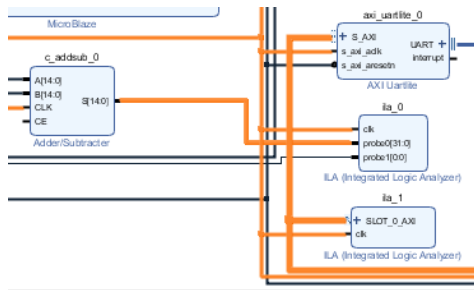 MicroBlaze
axi_uartlite_0
S_AXI
s_axi_aclk
s_axi_aresetn
UART
interrupt
AXI Uartlite
c_addsub_0
A[14:0]
B[14:0]
CLK
CE
S[14:0]
Adder/Subtracter
ila_0
clk
probe0[31:0]
probe1[0:0]
ILA (Integrated Logic Analyzer)
ila_1
SLOT_0_AXI
clk
ILA (Integrated Logic Analyzer)